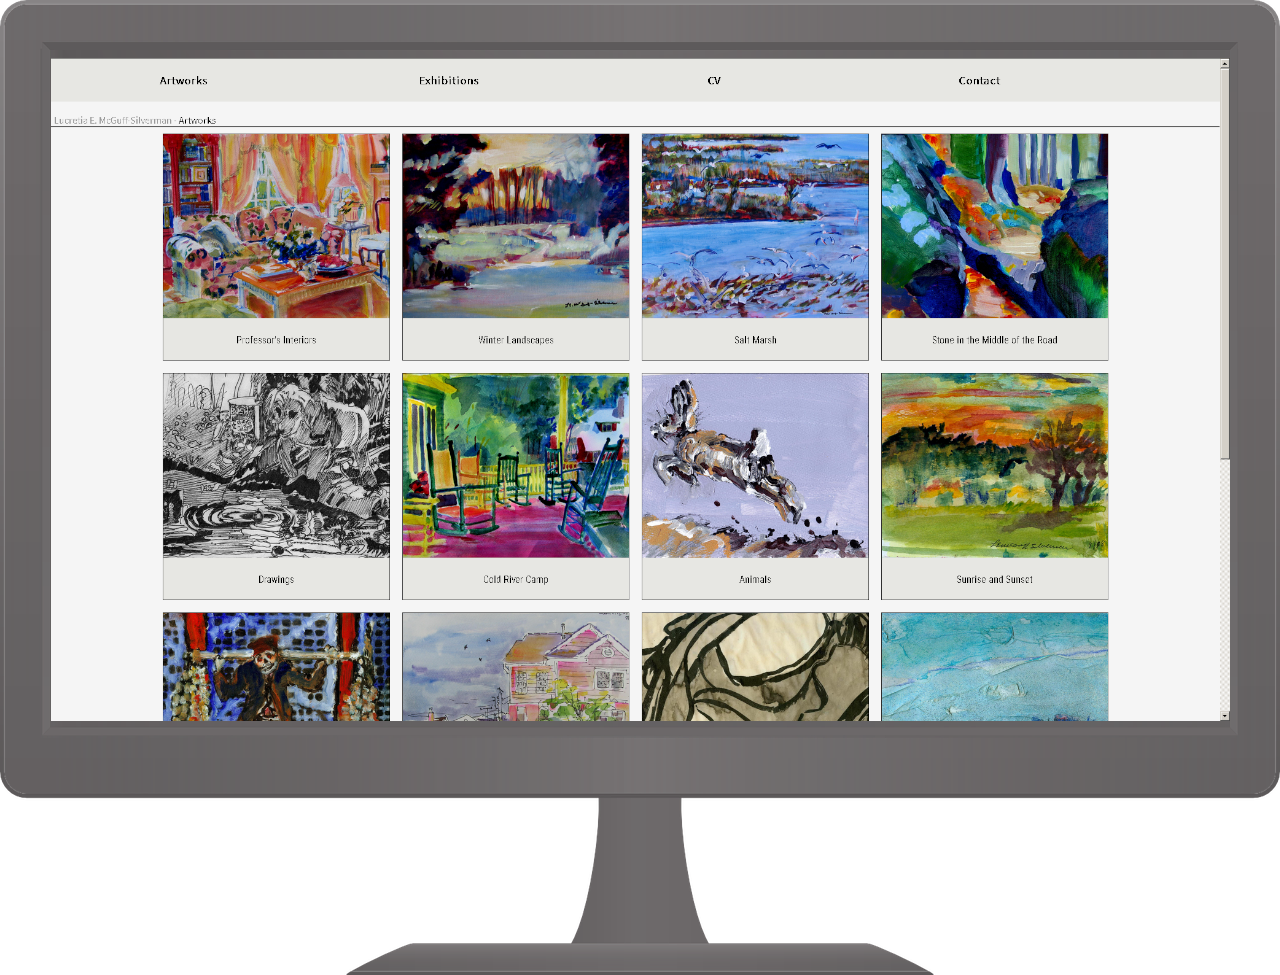 Artworks Exhibitions CV Contact
Lucretia E. McGuff-Silverman - Artworks
Professor's Interiors
Winter Landscapes
Salt Marsh
Stone in the Middle of the Road
Drawings
Cold River Camp
Animals
Sunrise and Sunset